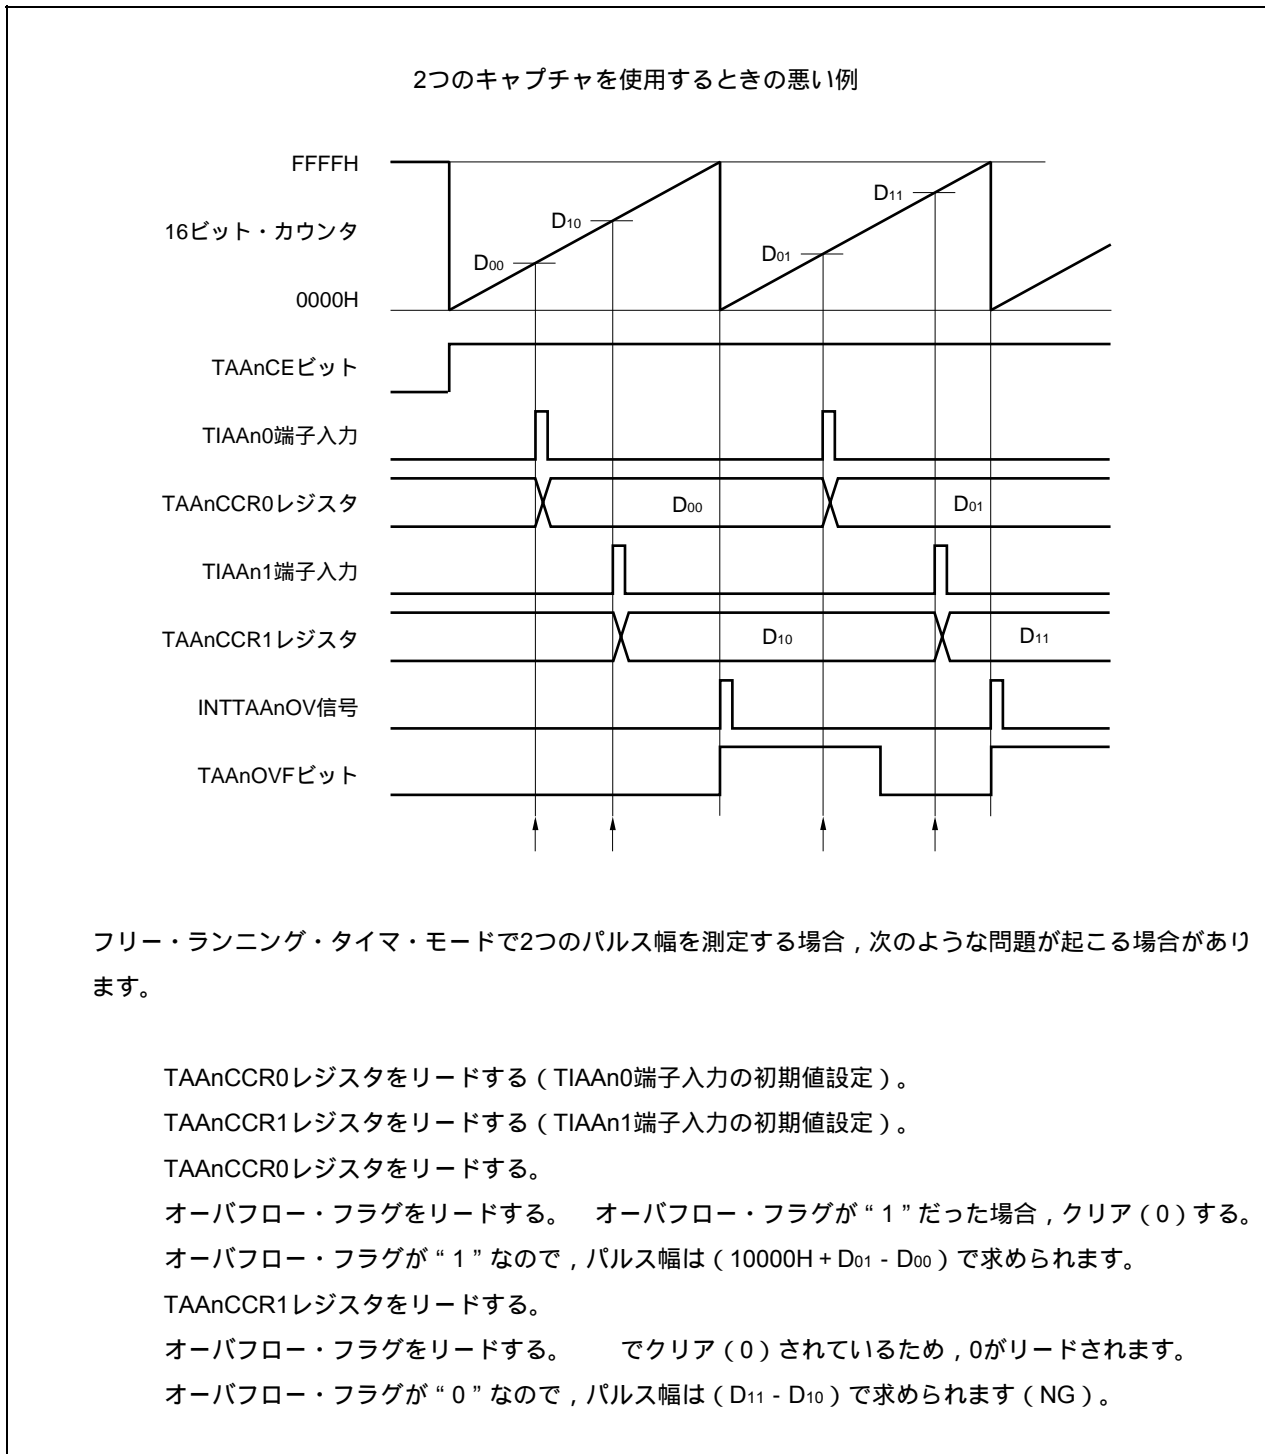 2つのキャプチャを使用するときの悪い例
FFFFH
D11
D10
16ビット・カウンタ
D01
D00
0000H
TAAnCEビット
TIAAn0端子入力
TAAnCCR0レジスタ
D00
D01
TIAAn1端子入力
TAAnCCR1レジスタ
D10
D11
INTTAAnOV信号
TAAnOVFビット
フリー・ランニング・タイマ・モードで2つのパルス幅を測定する場合，次のような問題が起こる場合があり
ます。
TAAnCCR0レジスタをリードする（TIAAn0端子入力の初期値設定）。
TAAnCCR1レジスタをリードする（TIAAn1端子入力の初期値設定）。
TAAnCCR0レジスタをリードする。
オーバフロー・フラグをリードする。　オーバフロー・フラグが“1”だった場合，クリア（0）する。
オーバフロー・フラグが“1”なので，パルス幅は（10000H + D01 - D00）で求められます。
TAAnCCR1レジスタをリードする。
オーバフロー・フラグをリードする。　　でクリア（0）されているため，0がリードされます。
オーバフロー・フラグが“0”なので，パルス幅は（D11 - D10）で求められます（NG）。